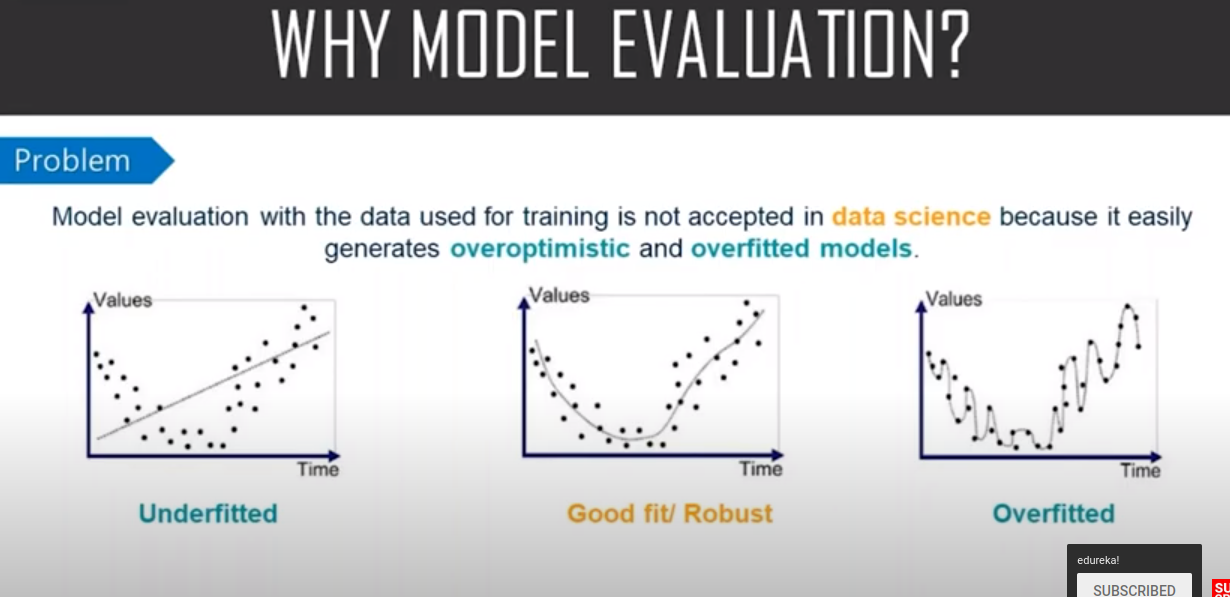 WHY MODEL EVALUATION?
Problem
Model evaluation with the data used for training is not accepted in data science because it easily
generates overoptimistic and overfitted models.
Values
Time
Underfitted
Values
Time
Good fit/ Robust
Values
Time
Overfitted
edureka!
SUBSCRIBED